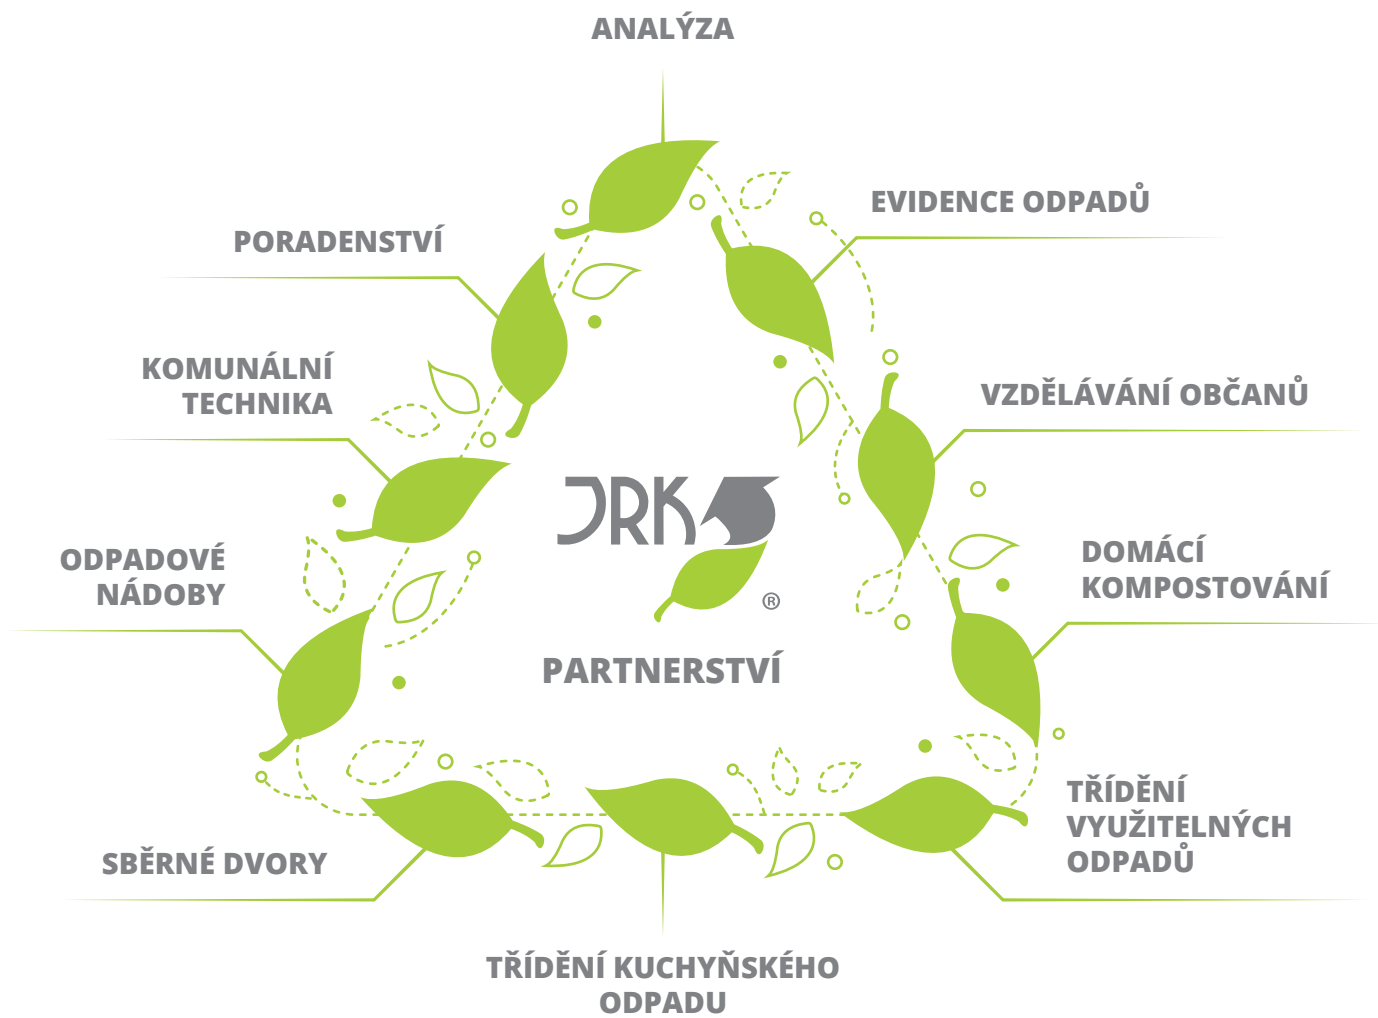 ANALÝZA
EVIDENCE ODPADŮ
PORADENSTVÍ
KOMUNÁLNÍ
TECHNIKA
VZDĚLÁVÁNÍ OBČANŮ
JRK
®
ODPADOVÉ
NÁDOBY
DOMÁCÍ
KOMPOSTOVÁNÍ
PARTNERSTVÍ
TŘÍDĚNÍ
VYUŽITELNÝCH
ODPADŮ
SBĚRNÉ DVORY
TŘÍDĚNÍ KUCHYŇSKÉHO
ODPADU